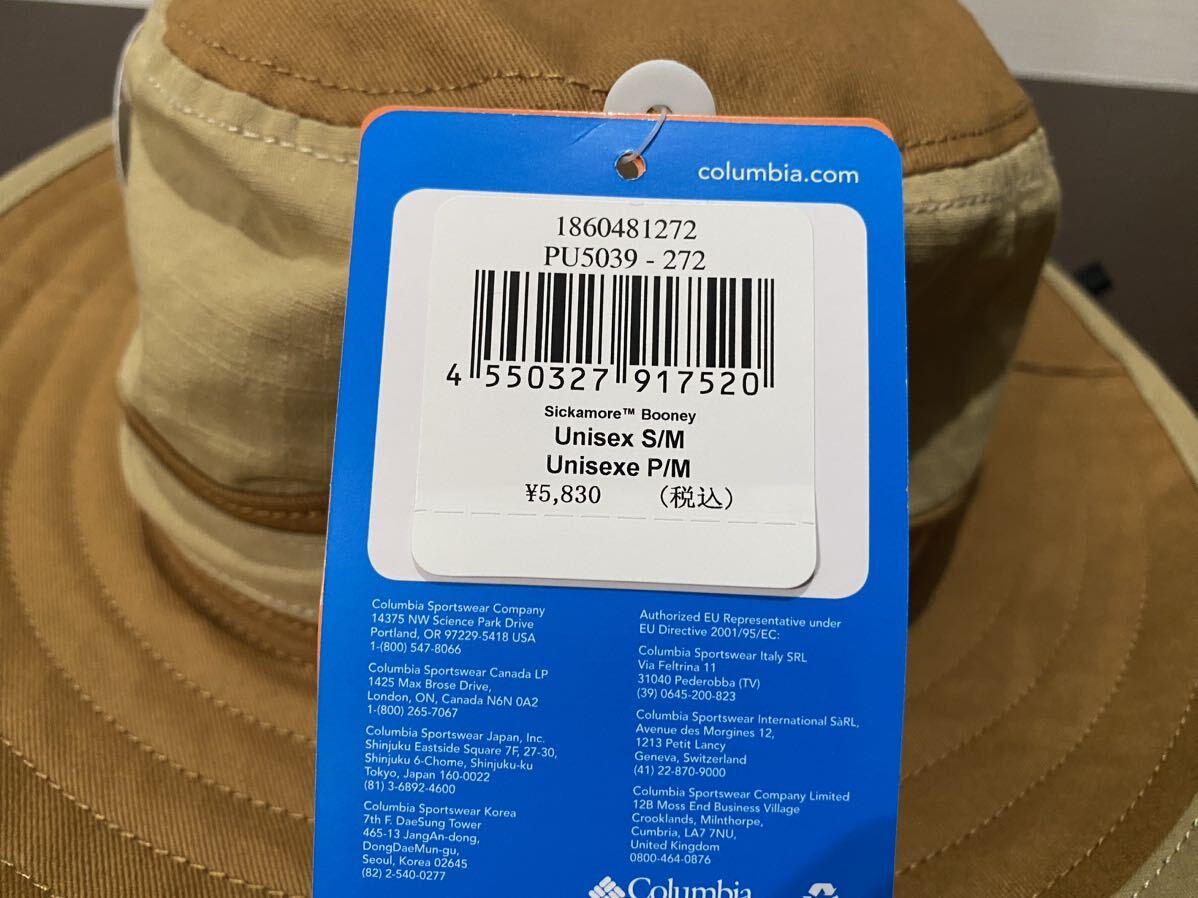 columbia.com
1860481272
PU5039 - 272
4 550327 917520
Sickamore™ Booney
Unisex S/M
Unisexe P/M
¥5,830 (税込)
Columbia Sportswear Company
14375 NW Science Park Drive
Portland, OR 97229-5418 USA
1-(800) 547-8066
Columbia Sportswear Canada LP
1425 Max Brose Drive,
London, ON, Canada N6N 0A2
1-(800) 265-7067
Columbia Sportswear Japan, Inc.
Shinjuku Eastside Square 7F, 27-30,
Shinjuku 6-Chome, Shinjuku-ku
Tokyo, Japan 160-0022
(81) 3-6892-4600
Columbia Sportswear Korea
7th F. DaeSung Tower
465-13 JangAn-dong,
DongDaeMun-gu,
Seoul, Korea 02645
(82) 2-540-0277
Authorized EU Representative under
EU Directive 2001/95/EC:
Columbia Sportswear Italy SRL
Via Feltrina 11
31040 Pederobba (TV)
(39) 0645-200-823
Columbia Sportswear International SàRL,
Avenue des Morgines 12,
1213 Petit Lancy
Geneva, Switzerland
(41) 22-870-9000
Columbia Sportswear Company Limited
12B Moss End Business Village
Crooklands, Milnthorpe,
Cumbria, LA7 7NU,
United Kingdom
0800-464-0876
Columbia